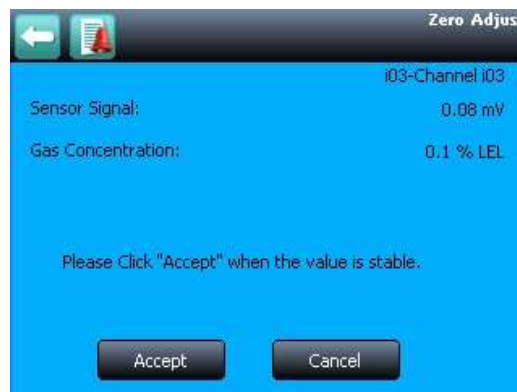 Zero Adjus
i03-Channel i03
Sensor Signal: 0.08 mV
Gas Concentration: 0.1 % LEL
Please Click "Accept" when the value is stable.
Accept Cancel